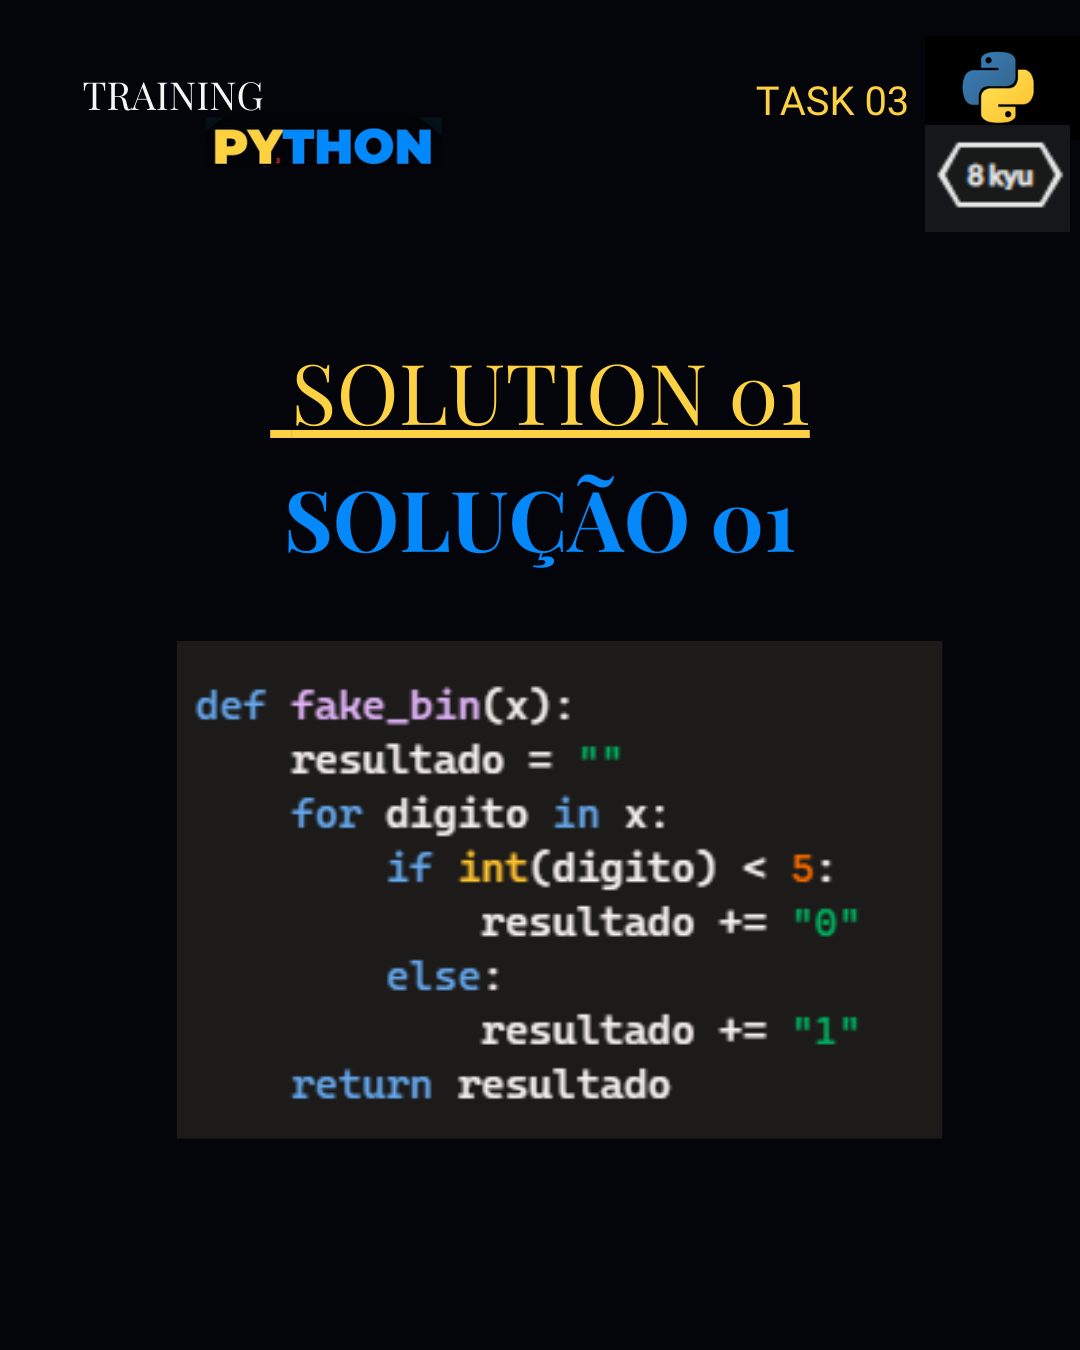 TRAINING
PYTHON
TASK 03
8 kyu
SOLUTION 01
SOLUÇÃO 01
def fake_bin(x):
    resultado = ""
    for digito in x:
        if int(digito) < 5:
            resultado += "0"
        else:
            resultado += "1"
    return resultado